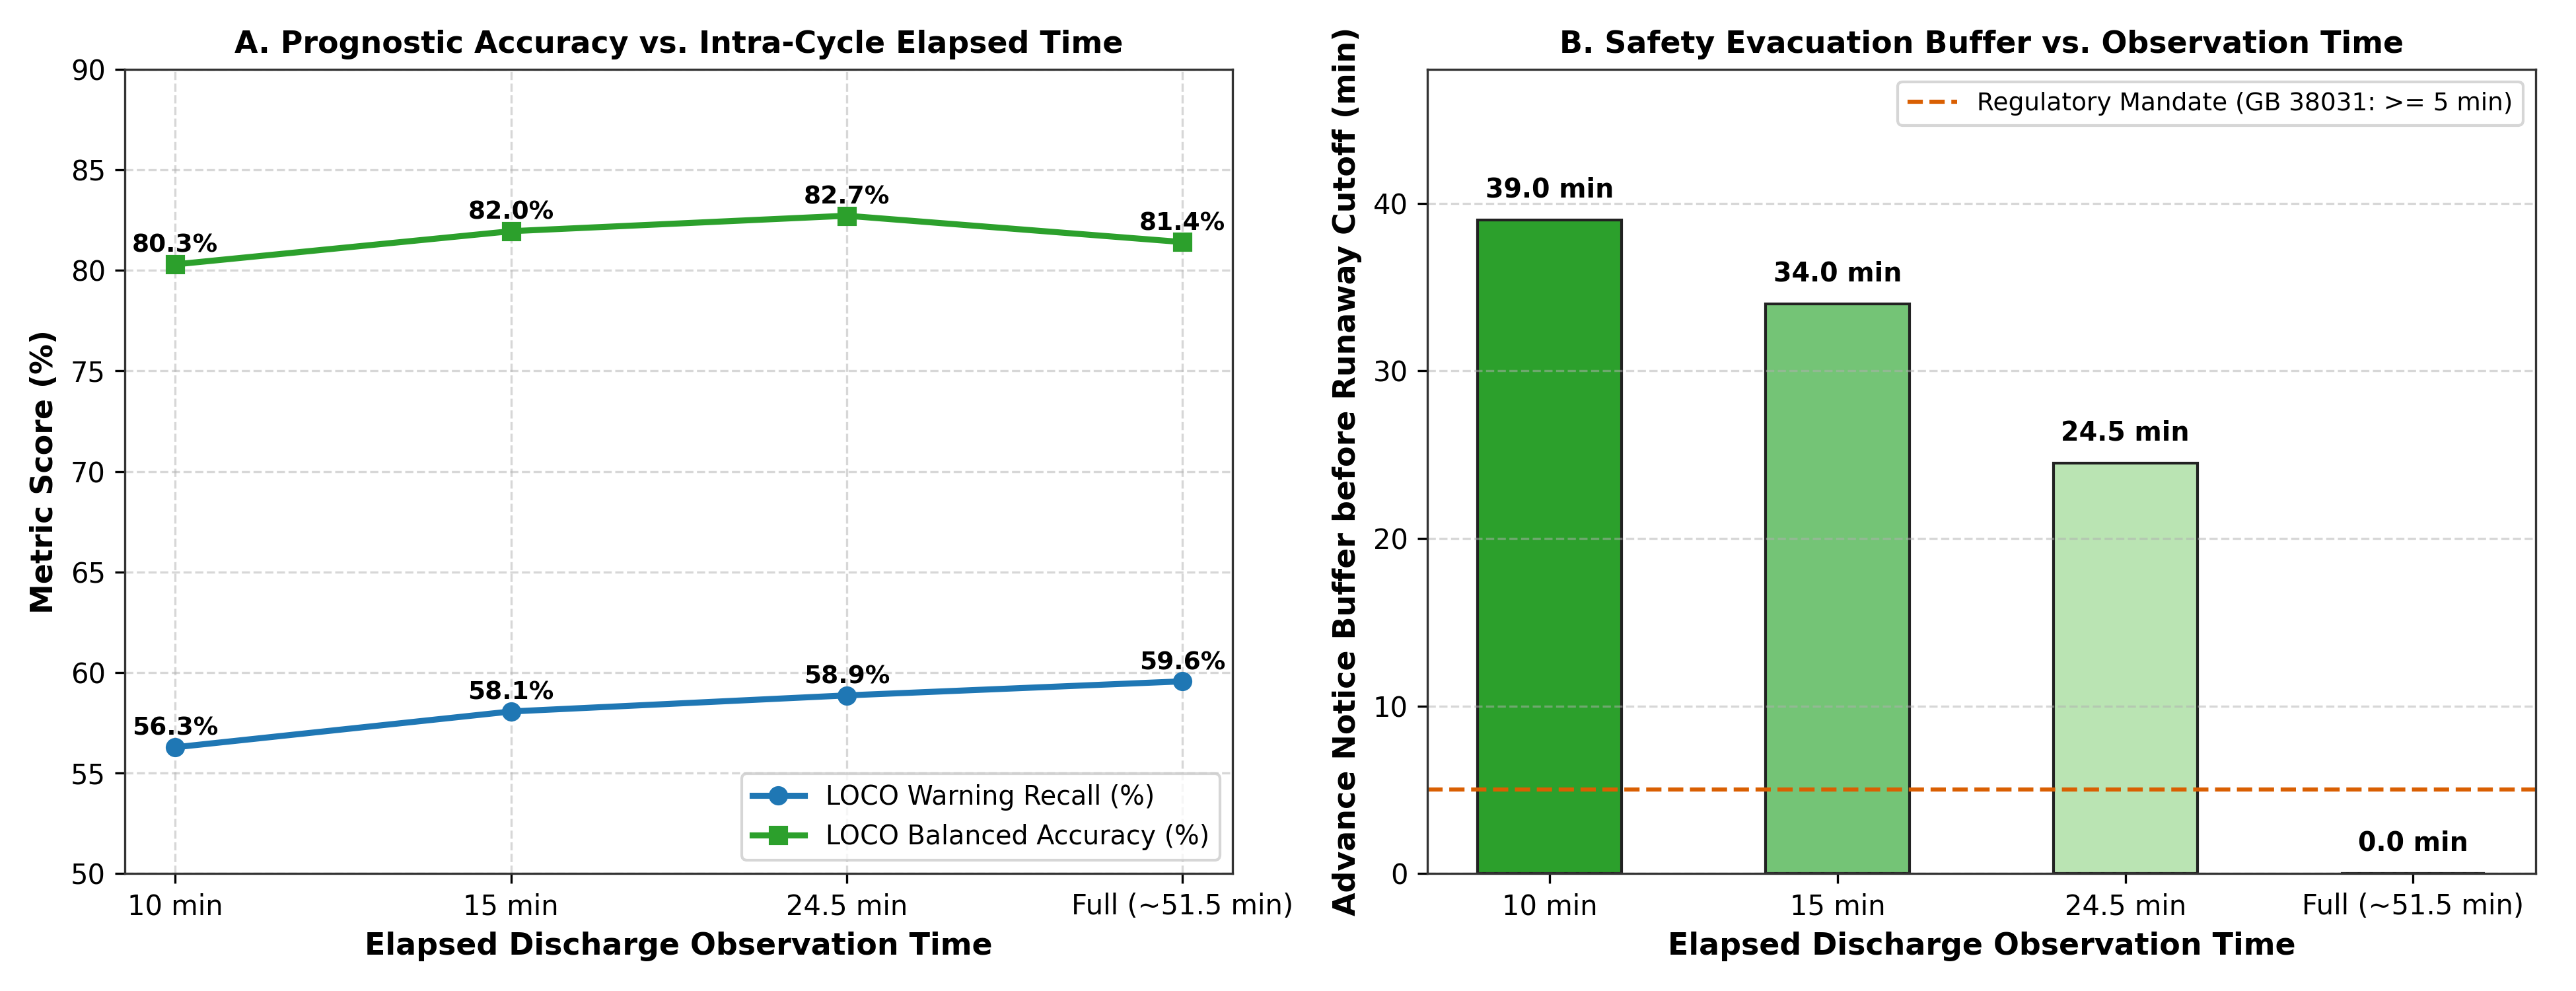 A. Prognostic Accuracy vs. Intra-Cycle Elapsed Time
Metric Score (%)
90
85
80
75
70
65
60
55
50
80.3%
82.0%
82.7%
81.4%
56.3%
58.1%
58.9%
59.6%
LOCO Warning Recall (%)
LOCO Balanced Accuracy (%)
10 min
15 min
24.5 min
Full (~51.5 min)
Elapsed Discharge Observation Time
B. Safety Evacuation Buffer vs. Observation Time
Advance Notice Buffer before Runaway Cutoff (min)
Regulatory Mandate (GB 38031: >= 5 min)
40
30
20
10
0
39.0 min
34.0 min
24.5 min
0.0 min
10 min
15 min
24.5 min
Full (~51.5 min)
Elapsed Discharge Observation Time